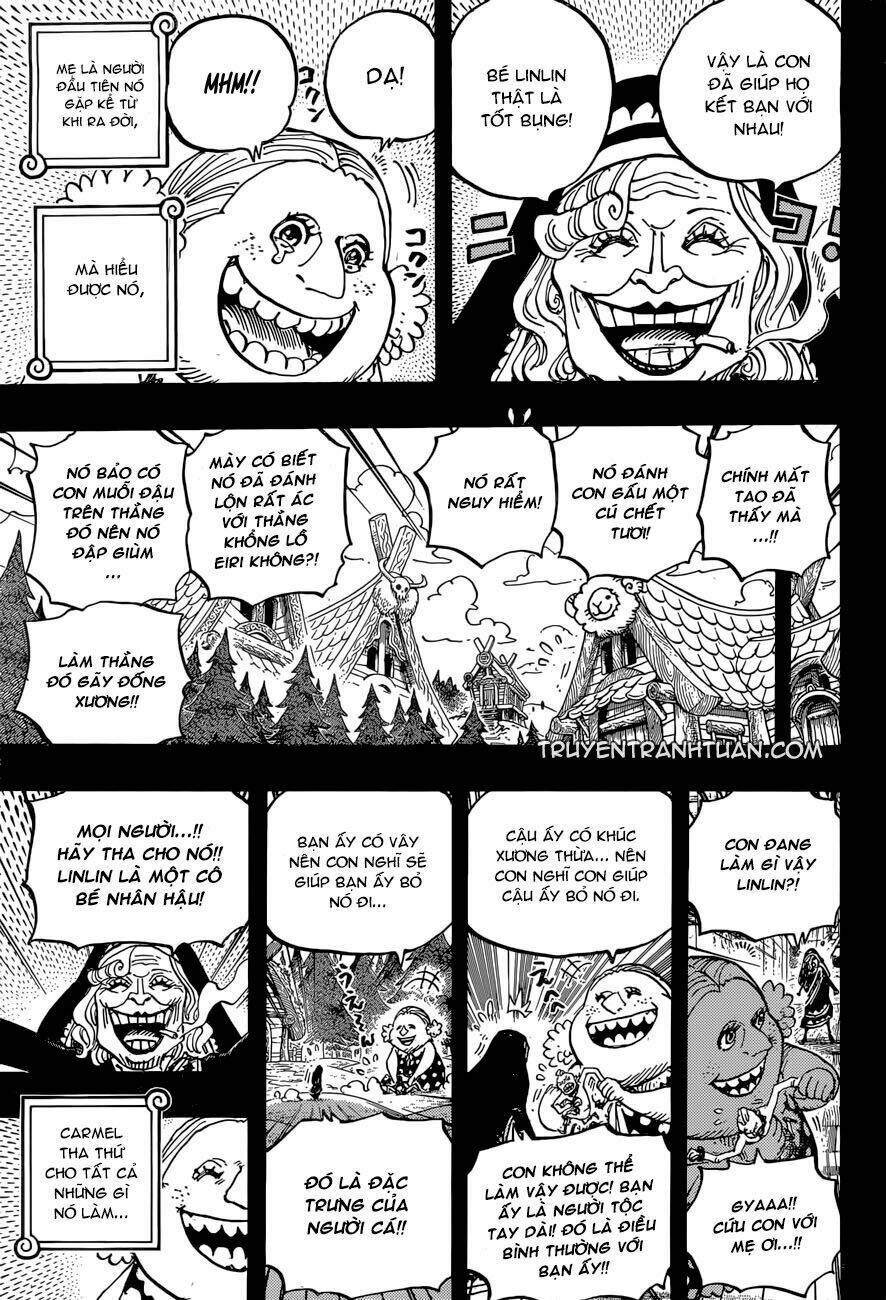 VẬY LÀ CON
ĐÃ GIÚP HỌ
KẾT BẠN VỚI
NHAU!
BÉ LINLIN
THẬT LÀ
TỐT BỤNG!
ニコ!
DẠ!
MHM!!
コクン
コクン
MẸ LÀ NGƯỜI
ĐẦU TIÊN NÓ
GẶP KỂ TỪ
KHI RA ĐỜI,
MÀ HIỂU
ĐƯỢC NÓ,
CHÍNH MẮT
TAO ĐÃ
THẤY MÀ
...!!
NÓ ĐÁNH
CON GẤU MỘT
CÚ CHẾT
TƯƠI!
NÓ RẤT
NGUY HIỂM!
MÀY CÓ BIẾT
NÓ ĐÃ ĐÁNH
LỘN RẤT ÁC
VỚI THẰNG
KHỔNG LỒ
EIRI KHÔNG?!
NÓ BẢO CÓ
CON MUỖI ĐẬU
TRÊN THẰNG
ĐÓ NÊN NÓ
ĐẬP GIÙM
...
LÀM THẰNG
ĐÓ GÃY ĐỐNG
XƯƠNG!!
TRUYENTRANHTUAN.COM
CON ĐANG
LÀM GÌ VẬY
LINLIN?!
GYAAA!!
CỨU CON VỚI
MẸ ƠI...!!
CẬU ẤY CÓ KHÚC
XƯƠNG THỪA... NÊN
CON NGHĨ CON GIÚP
CẬU ẤY BỎ NÓ ĐI.
CON KHÔNG THỂ
LÀM VẬY ĐƯỢC! BẠN
ẤY LÀ NGƯỜI TỘC
TAY DÀI! ĐÓ LÀ ĐIỀU
BÌNH THƯỜNG VỚI
BẠN ẤY!!
BẠN ẤY CÓ VÂY
NÊN CON NGHĨ SẼ
GIÚP BẠN ẤY BỎ
NÓ ĐI...
ĐÓ LÀ ĐẶC
TRƯNG CỦA
NGƯỜI CÁ!!
MỌI NGƯỜI...!!
HÃY THA CHO NÓ!!
LINLIN LÀ MỘT CÔ
BÉ NHÂN HẬU!
CARMEL
THA THỨ
CHO TẤT CẢ
NHỮNG GÌ
NÓ LÀM...